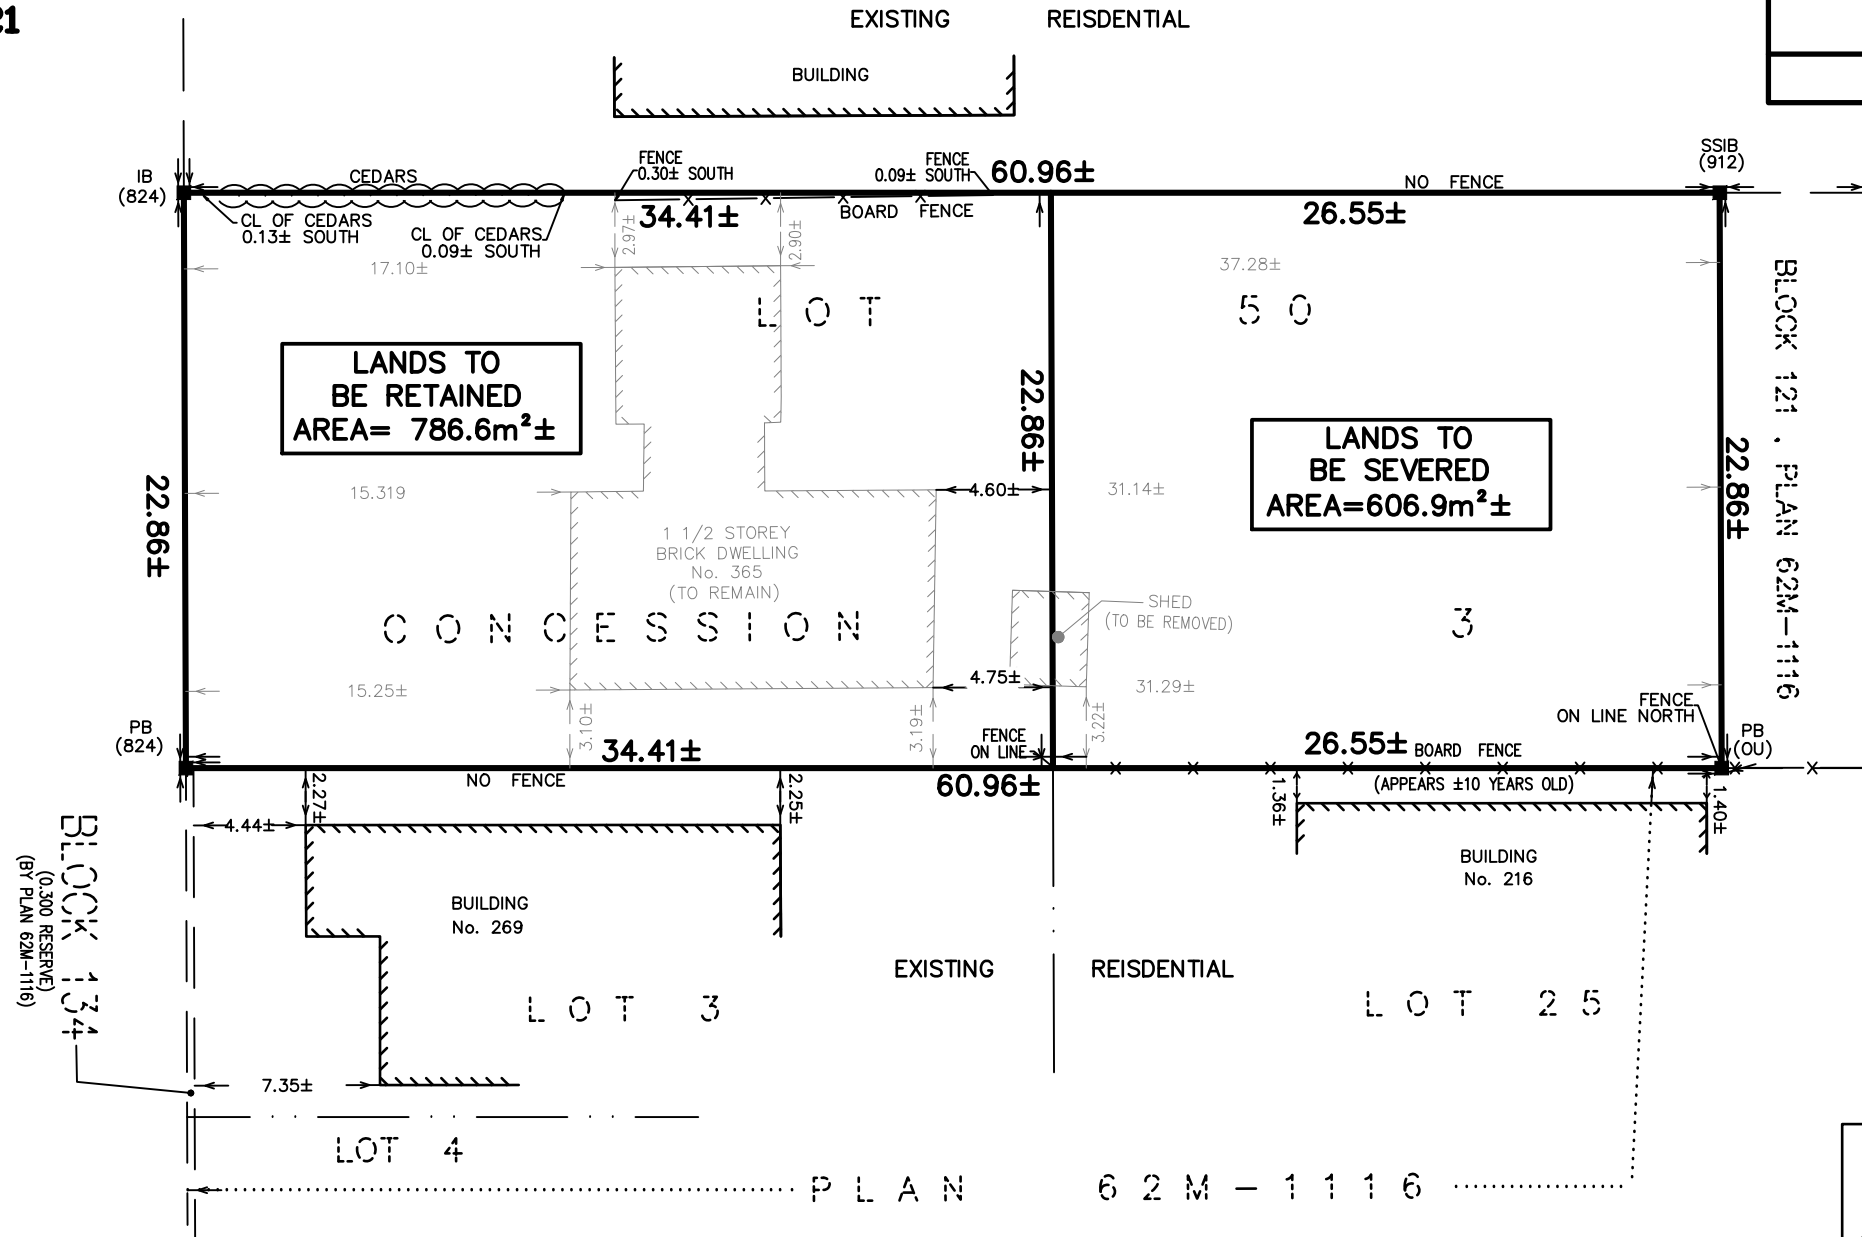 21
EXISTING REISDENTIAL
BUILDING
IB
(824)
CEDARS
FENCE
0.30± SOUTH
FENCE
0.09± SOUTH
60.96±
NO FENCE
SSIB
(912)
CL OF CEDARS
0.13± SOUTH
CL OF CEDARS
0.09± SOUTH
34.41±
BOARD FENCE
26.55±
2.97±
2.90±
17.10±
37.28±
LOT 50
BLOCK 121 , PLAN 62M-1116
LANDS TO
BE RETAINED
AREA= 786.6m²±
22.86±
LANDS TO
BE SEVERED
AREA=606.9m²±
22.86±
22.86±
15.319
4.60±
31.14±
1 1/2 STOREY
BRICK DWELLING
No. 365
(TO REMAIN)
SHED
(TO BE REMOVED)
CONCESSION 3
15.25±
4.75±
31.29±
3.10±
3.19±
3.22±
FENCE
ON LINE NORTH
PB
(824)
34.41±
FENCE
ON LINE
26.55±
BOARD FENCE
PB
(OU)
NO FENCE
60.96±
(APPEARS ±10 YEARS OLD)
2.27±
2.25±
1.36±
1.40±
4.44±
BLOCK 134
(0.300 RESERVE)
(BY PLAN 62M-1116)
BUILDING
No. 269
BUILDING
No. 216
EXISTING REISDENTIAL
LOT 3
LOT 25
7.35±
LOT 4
PLAN 62M-1116